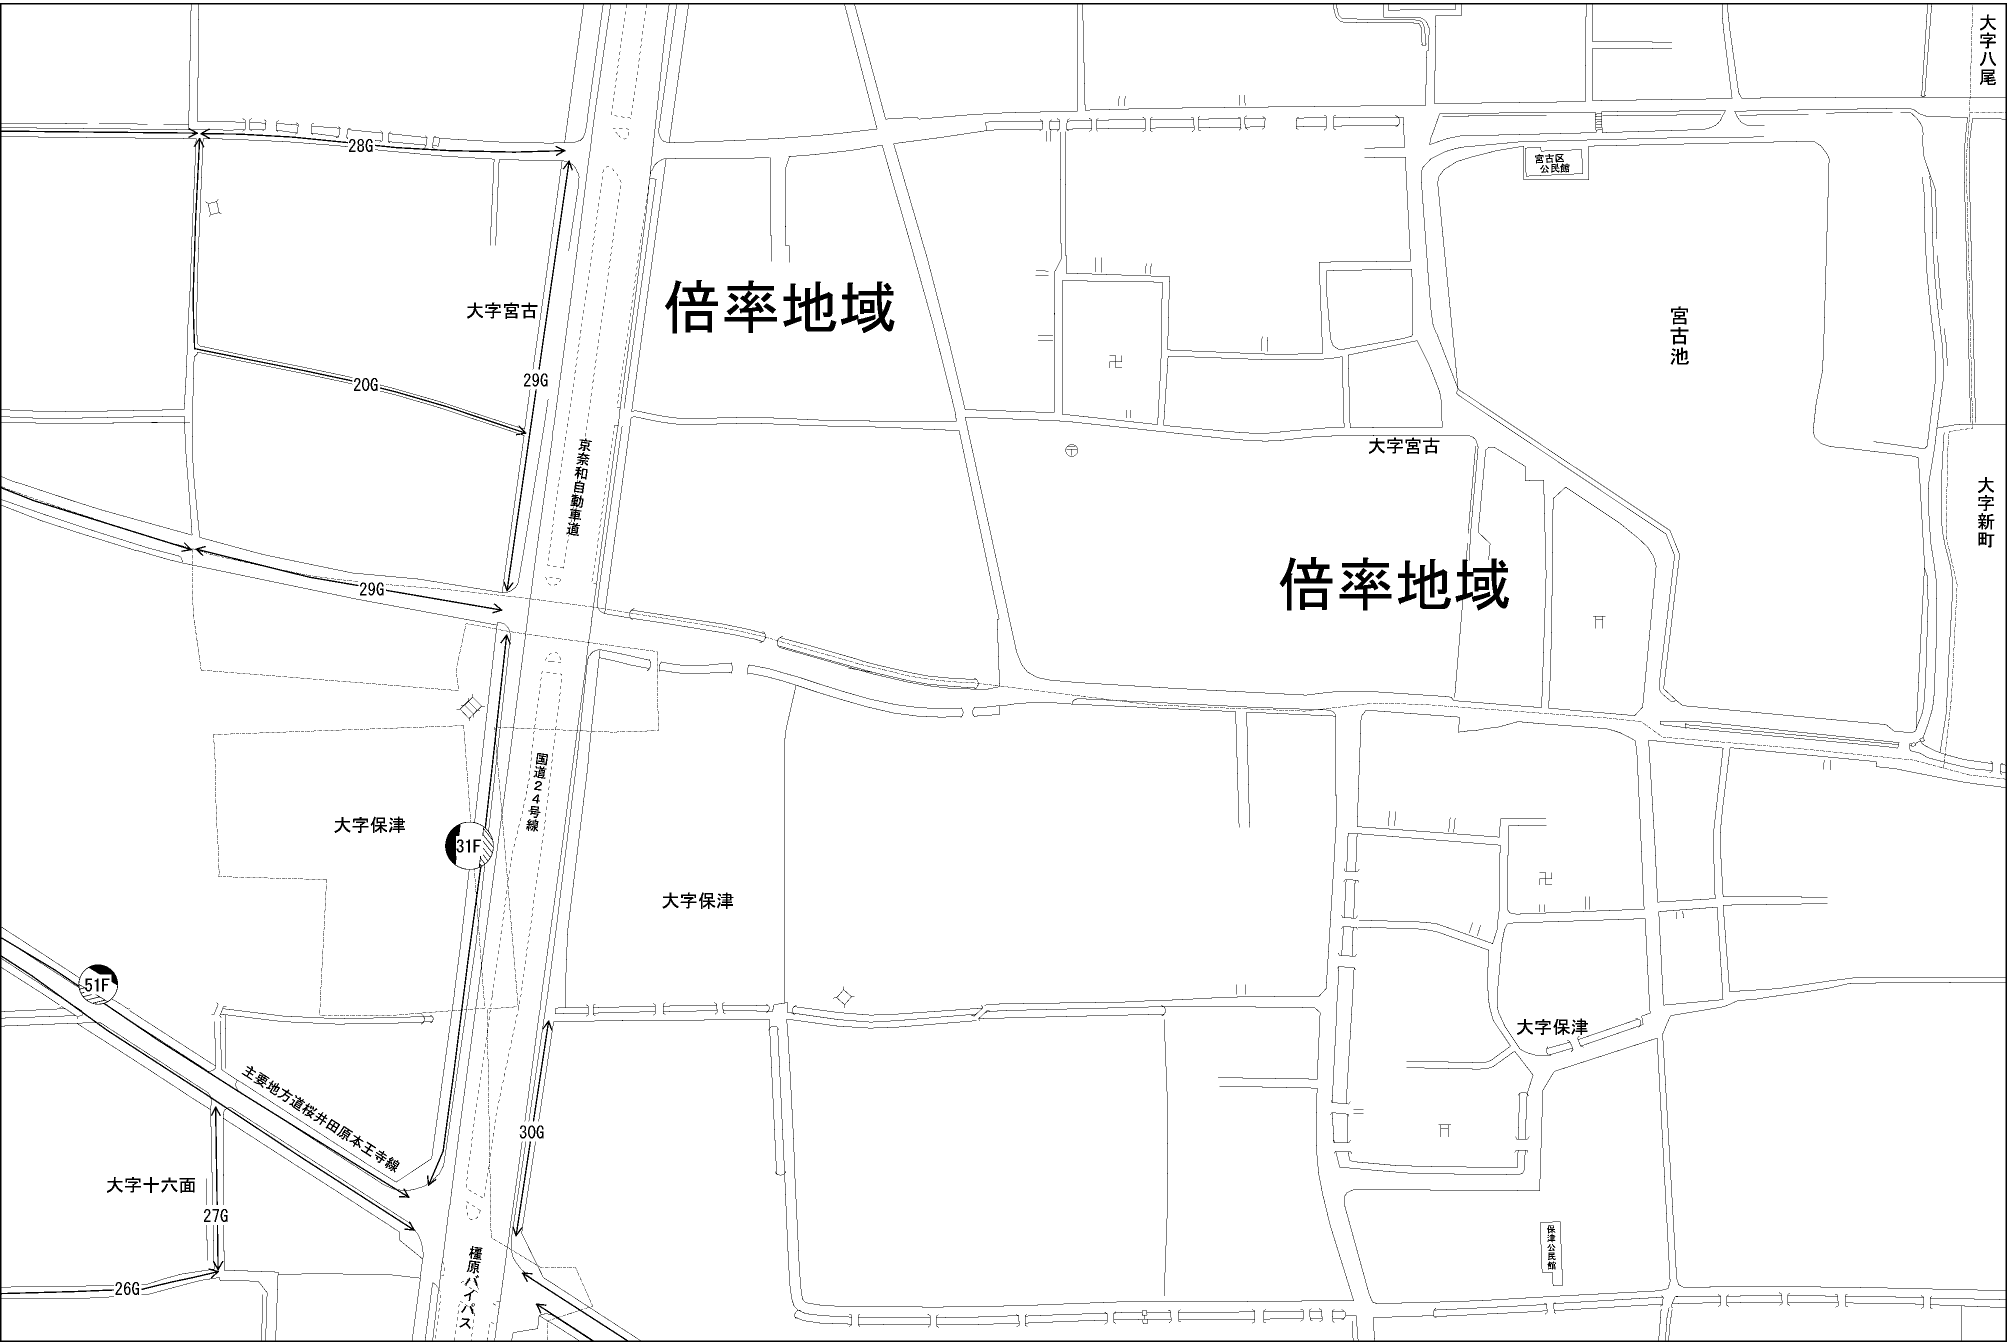 大字八尾
28G
宮古区
公民館
大字宮古
倍率地域
宮古池
20G
29G
京奈和自動車道
大字宮古
大字新町
29G
倍率地域
国道24号線
大字保津
31F
大字保津
51F
大字保津
主要地方道桜井田原本王寺線
30G
大字十六面
27G
橿原バイパス
保津公民館
26G